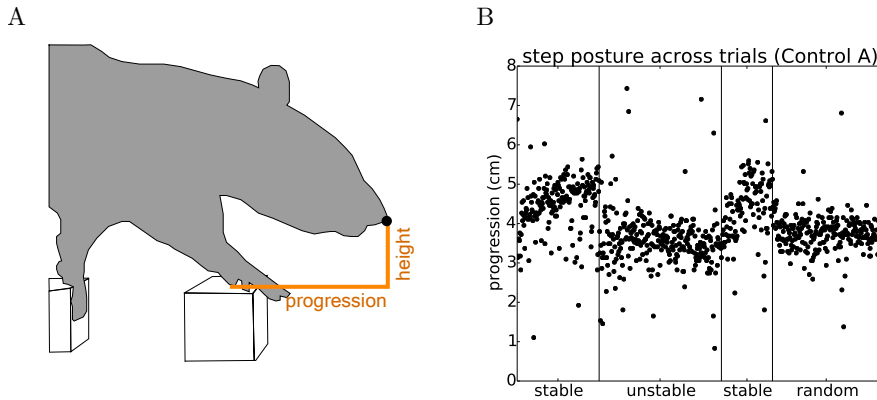 A
height
progression
B
step posture across trials (Control A)
progression (cm)
8
7
6
5
4
3
2
1
0
stable unstable stable random